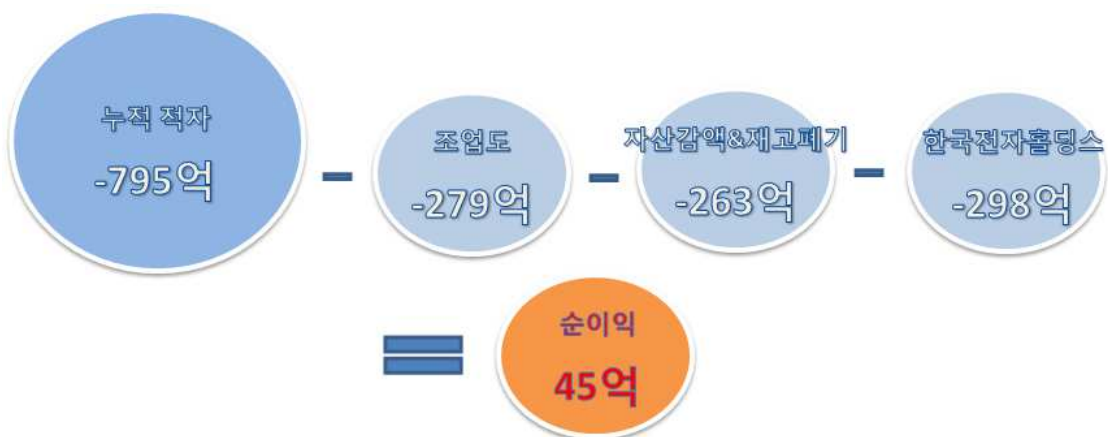 누적 적자
-795억
-
조업도
-279억
-
자산감액&재고폐기
-263억
-
한국전자홀딩스
-298억
=
순이익
45억